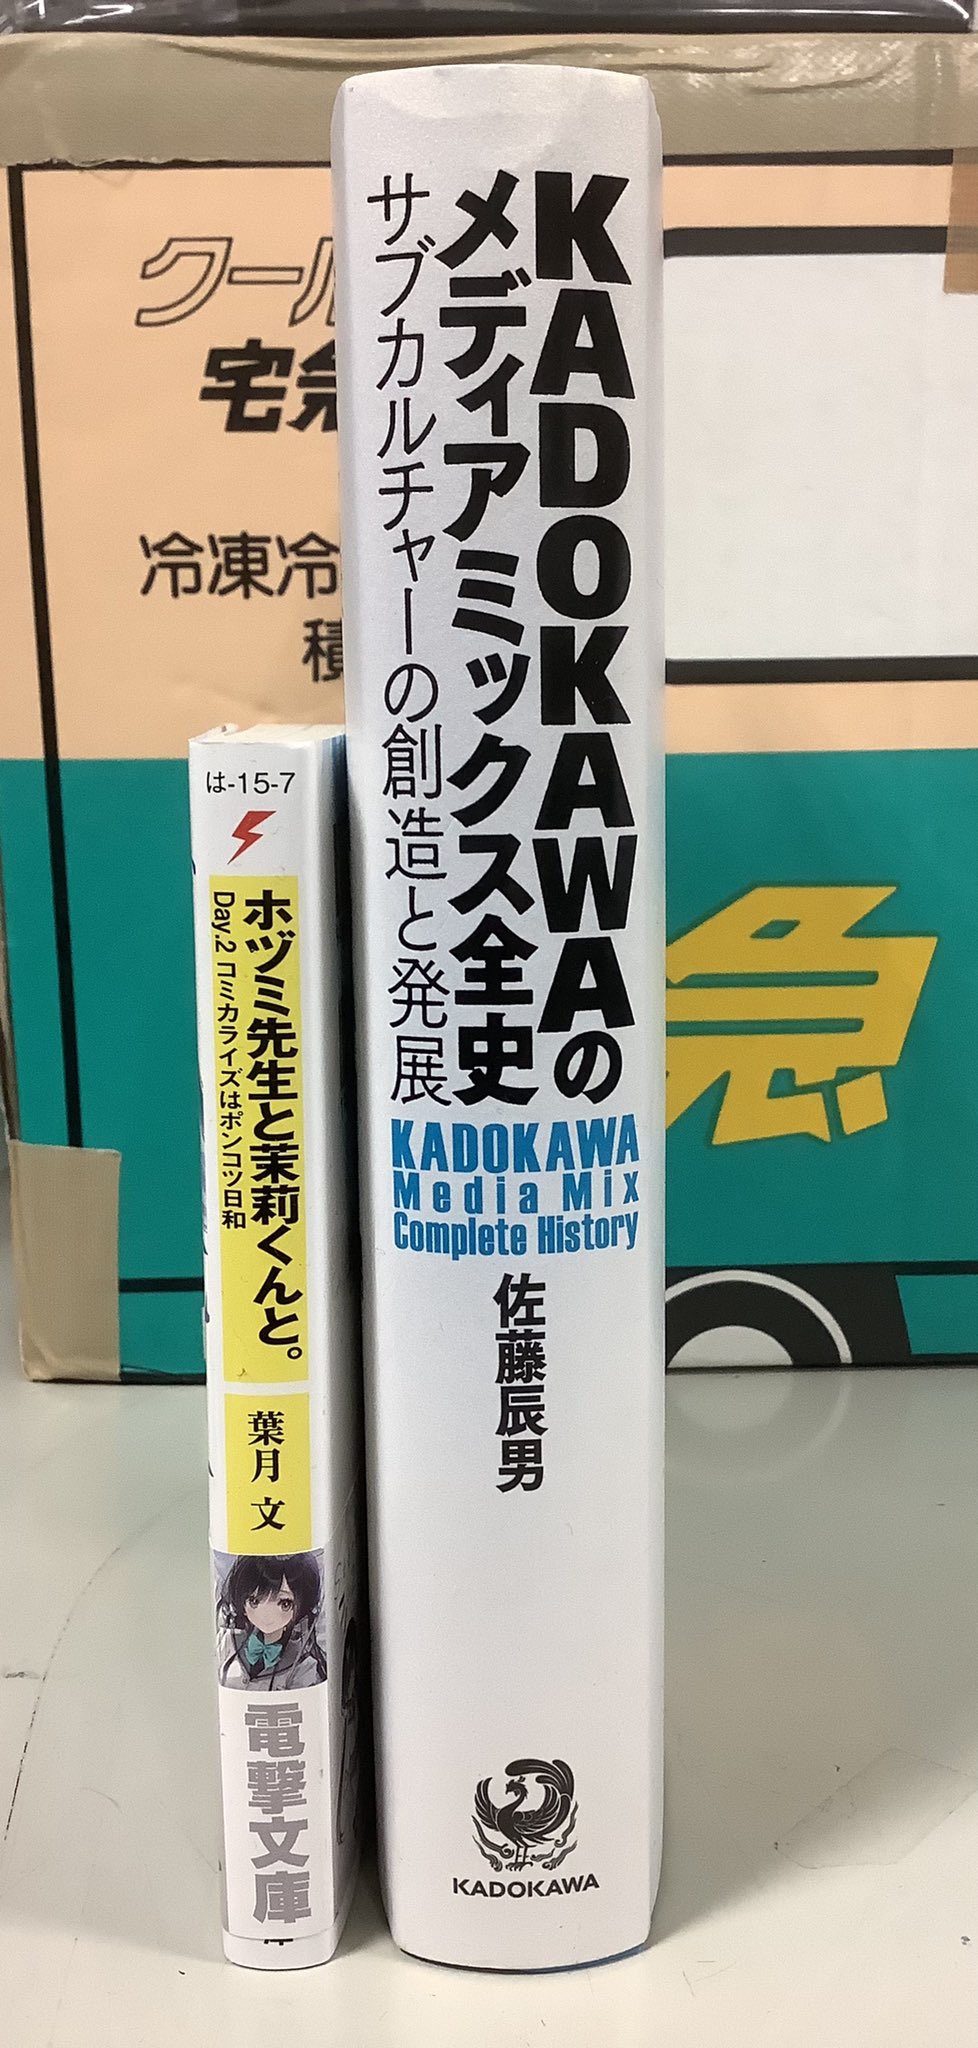 KADOKAWAの
メディアミックス全史
サブカルチャーの創造と発展
KADOKAWA
Media Mix
Complete History
佐藤辰男
KADOKAWA
は-15-7
ホヅミ先生と茉莉くんと。
Day.2 コミカライズはポンコツ日和
葉月 文
電撃文庫
クール
宅急
冷凍冷
積
急